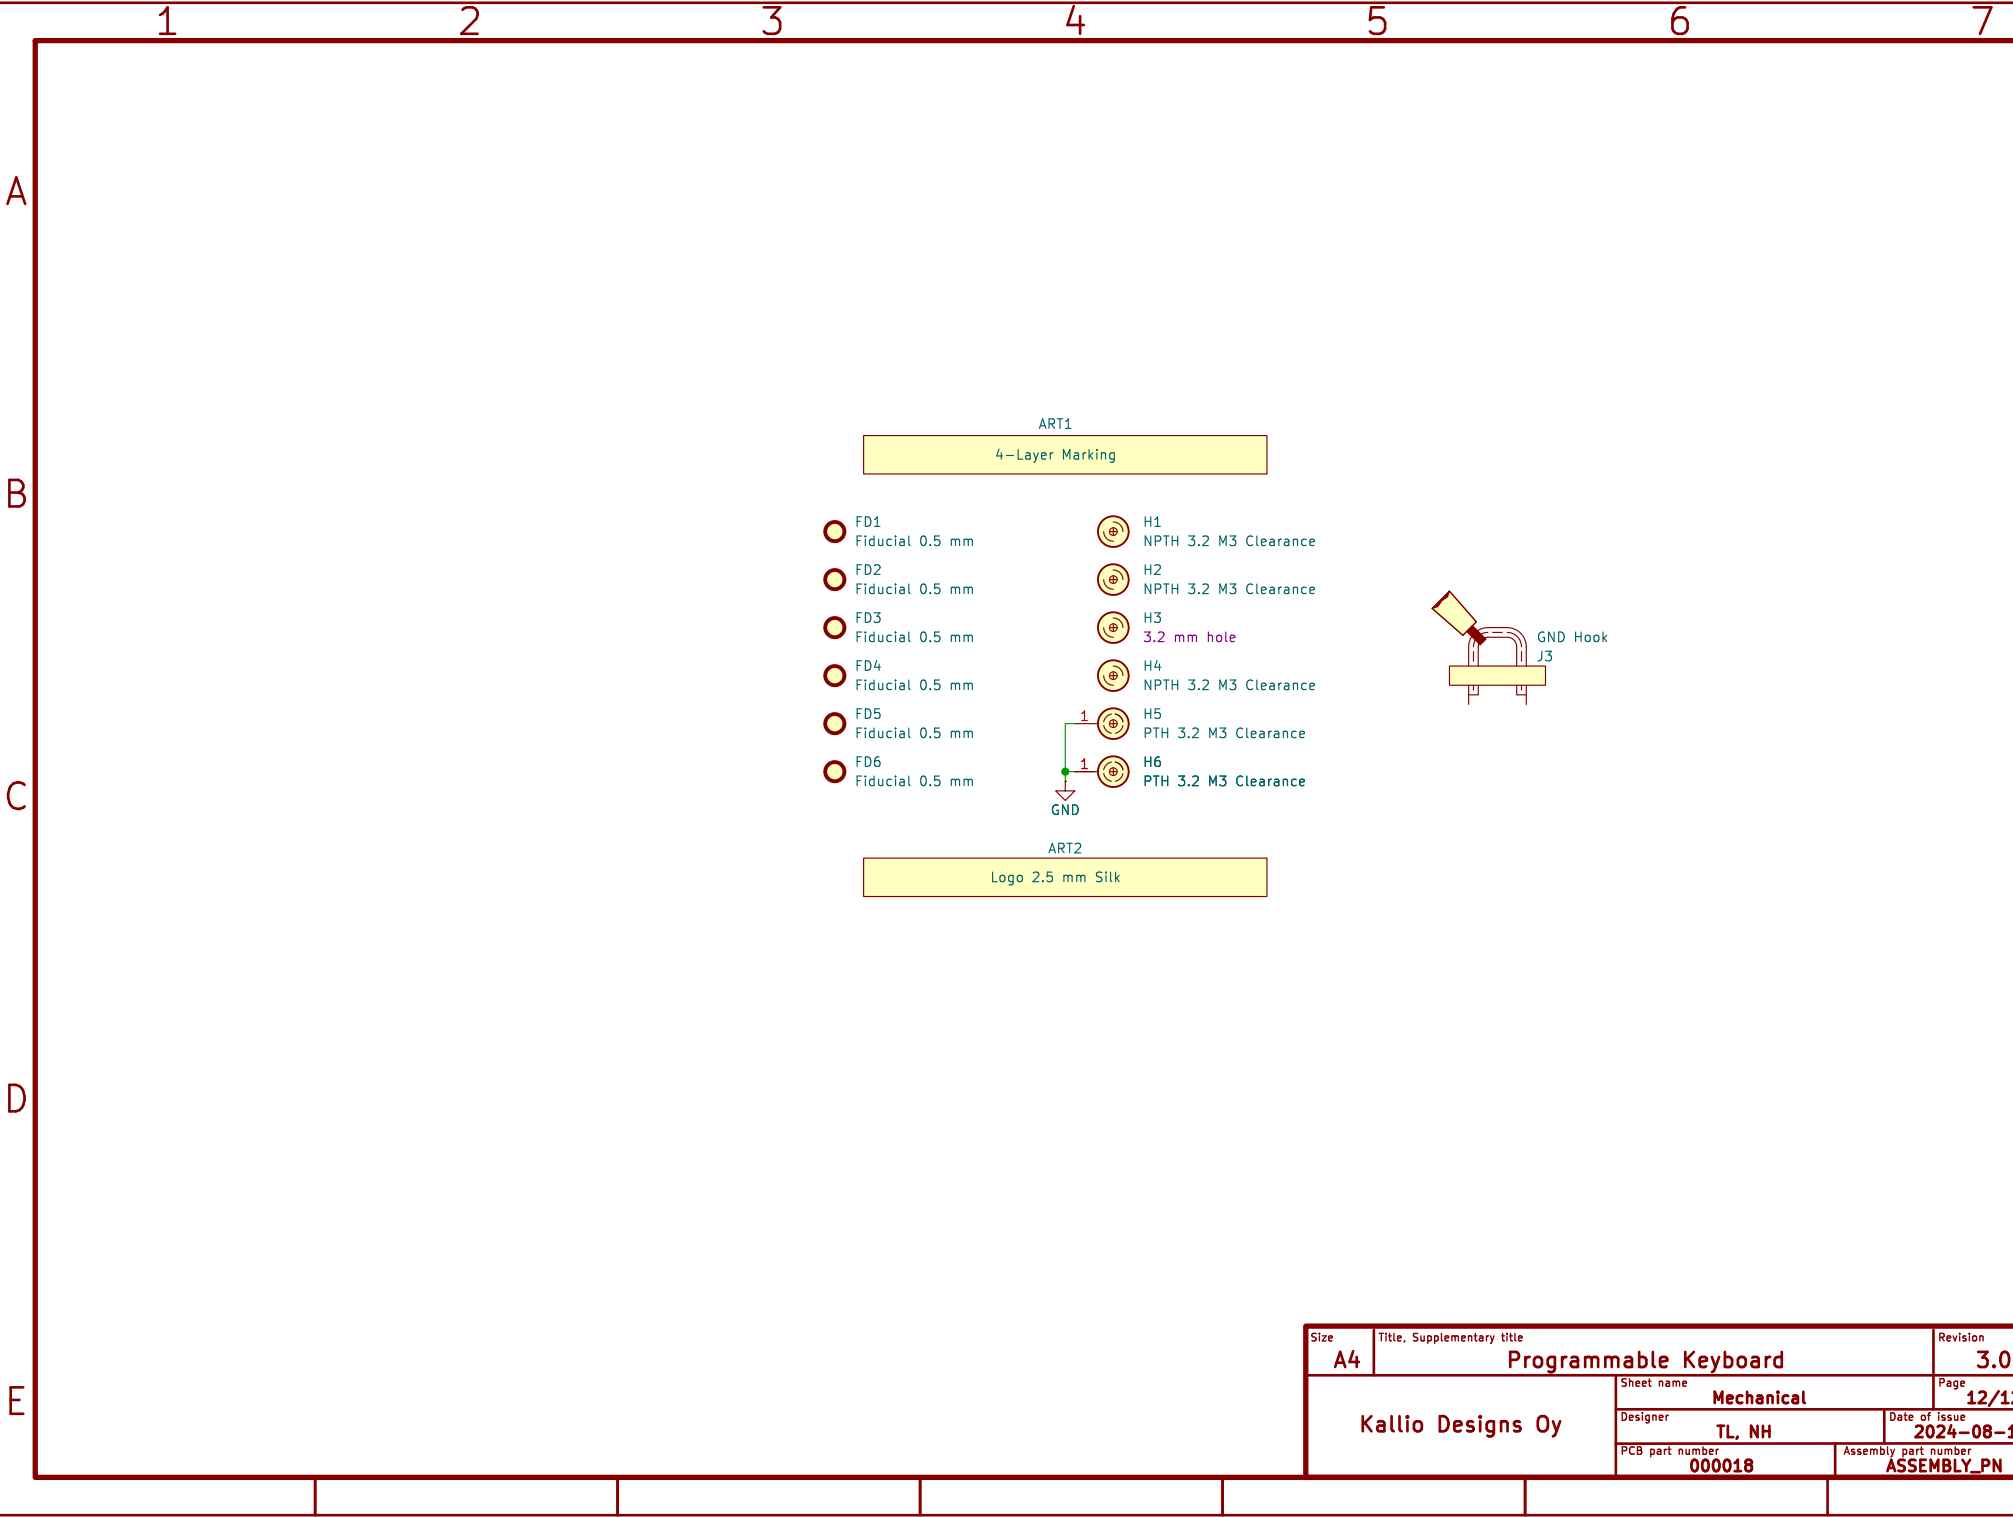 1 2 3 4 5 6 7
A
B
C
D
E
ART1
4-Layer Marking
FD1
Fiducial 0.5 mm
FD2
Fiducial 0.5 mm
FD3
Fiducial 0.5 mm
FD4
Fiducial 0.5 mm
FD5
Fiducial 0.5 mm
FD6
Fiducial 0.5 mm
H1
NPTH 3.2 M3 Clearance
H2
NPTH 3.2 M3 Clearance
H3
3.2 mm hole
H4
NPTH 3.2 M3 Clearance
1
H5
PTH 3.2 M3 Clearance
1
H6
PTH 3.2 M3 Clearance
GND
GND Hook
J3
ART2
Logo 2.5 mm Silk
Size
A4
Title, Supplementary title
Programmable Keyboard
Revision
3.0
Kallio Designs Oy
Sheet name
Mechanical
Page
12/1
Designer
TL, NH
Date of issue
2024-08-1
PCB part number
000018
Assembly part number
ASSEMBLY_PN